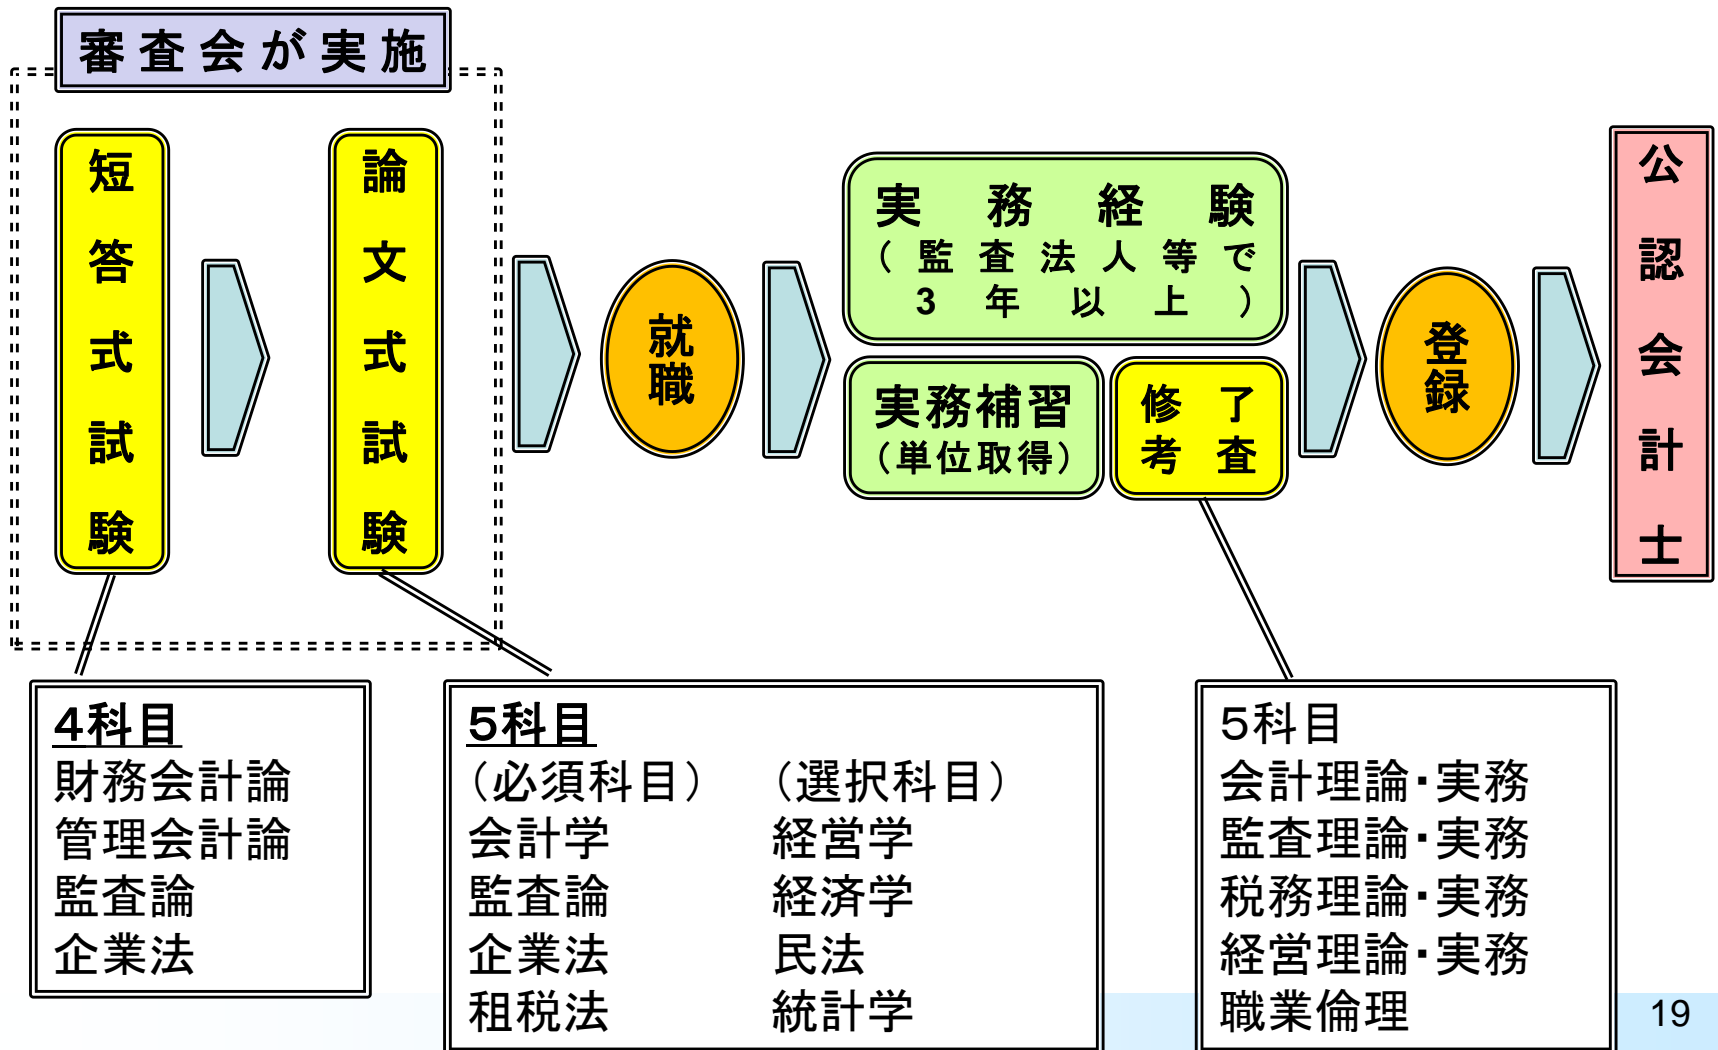 審査会が実施
短答式試験
論文式試験
就職
実務経験
（監査法人等で
3年以上）
実務補習
（単位取得）
修了
考査
登録
公認会計士
４科目
財務会計論
管理会計論
監査論
企業法
５科目
（必須科目）　（選択科目）
会計学　経営学
監査論　経済学
企業法　民法
租税法　統計学
５科目
会計理論・実務
監査理論・実務
税務理論・実務
経営理論・実務
職業倫理
19